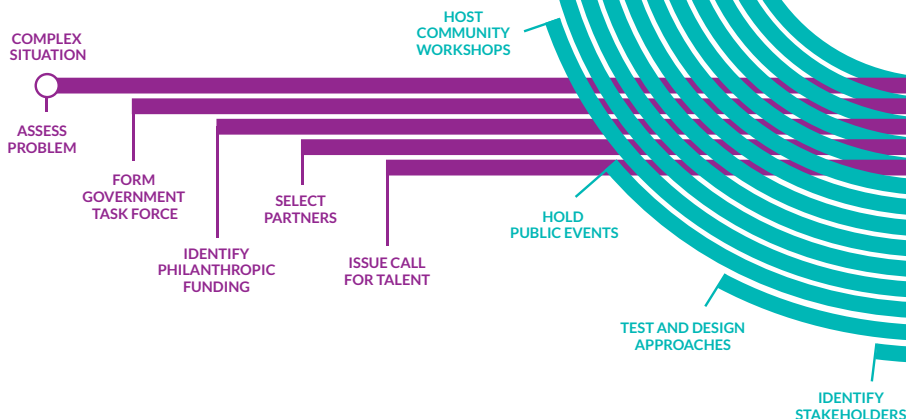 COMPLEX
SITUATION
ASSESS
PROBLEM
FORM
GOVERNMENT
TASK FORCE
IDENTIFY
PHILANTHROPIC
FUNDING
SELECT
PARTNERS
ISSUE CALL
FOR TALENT
HOST
COMMUNITY
WORKSHOPS
HOLD
PUBLIC EVENTS
TEST AND DESIGN
APPROACHES
IDENTIFY
STAKEHOLDERS